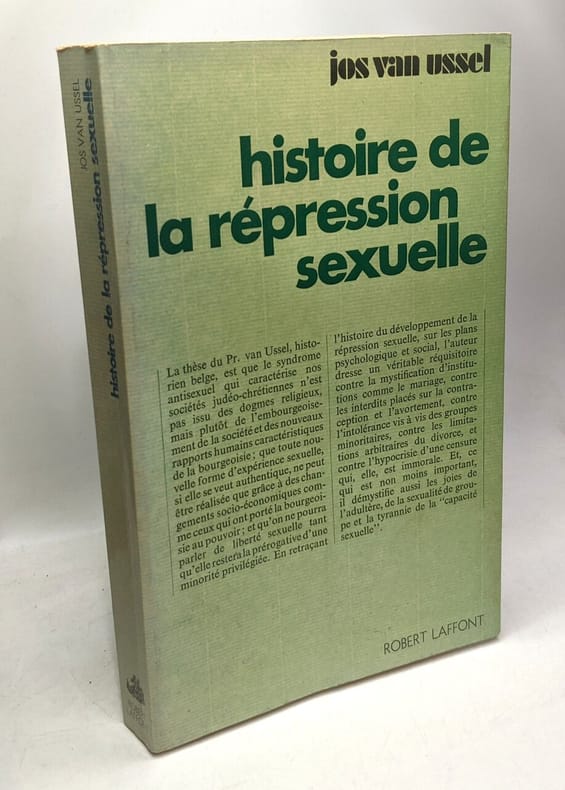 JOS VAN USSEL
histoire de la répression sexuelle
jos van ussel
histoire de
la répression
sexuelle
La thèse du Pr. van Ussel, histo-
rien belge, est que le syndrome
antisexuel qui caractérise nos
sociétés judéo-chrétiennes n'est
pas issu des dogmes religieux,
mais plutôt de l'embourgeoise-
ment de la société et des nouveaux
rapports humains caractéristiques
de la bourgeoisie; que toute nou-
velle forme d'expérience sexuelle,
si elle se veut authentique, ne peut
être réalisée que grâce à des chan-
gements socio-économiques com-
me ceux qui ont porté la bourgeoi-
sie au pouvoir; et qu'on ne pourra
parler de liberté sexuelle tant
qu'elle restera la prérogative d'une
minorité privilégiée. En retraçant
l'histoire du développement de la
répression sexuelle, sur les plans
psychologique et social, l'auteur
dresse un véritable réquisitoire
contre la mystification d'institu-
tions comme le mariage, contre
les interdits placés sur la contra-
ception et l'avortement, contre
l'intolérance vis à vis des groupes
minoritaires, contre les limita-
tions arbitraires du divorce, et
contre l'hypocrisie d'une censure
qui, elle, est immorale. Et, ce
qui est non moins important,
il démystifie aussi les joies de
l'adultère, de la sexualité de grou-
pe et la tyrannie de la "capacité
sexuelle".
ROBERT LAFFONT